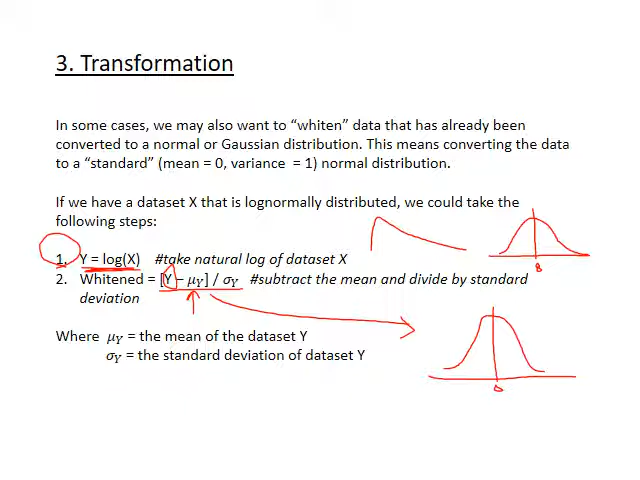 3. Transformation
In some cases, we may also want to “whiten” data that has already been
converted to a normal or Gaussian distribution. This means converting the data
to a “standard” (mean = 0, variance = 1) normal distribution.
If we have a dataset X that is lognormally distributed, we could take the
following steps:
1. Y = log(X) #take natural log of dataset X
2. Whitened = [Y − μY] / σY #subtract the mean and divide by standard
deviation
Where μY = the mean of the dataset Y
σY = the standard deviation of dataset Y